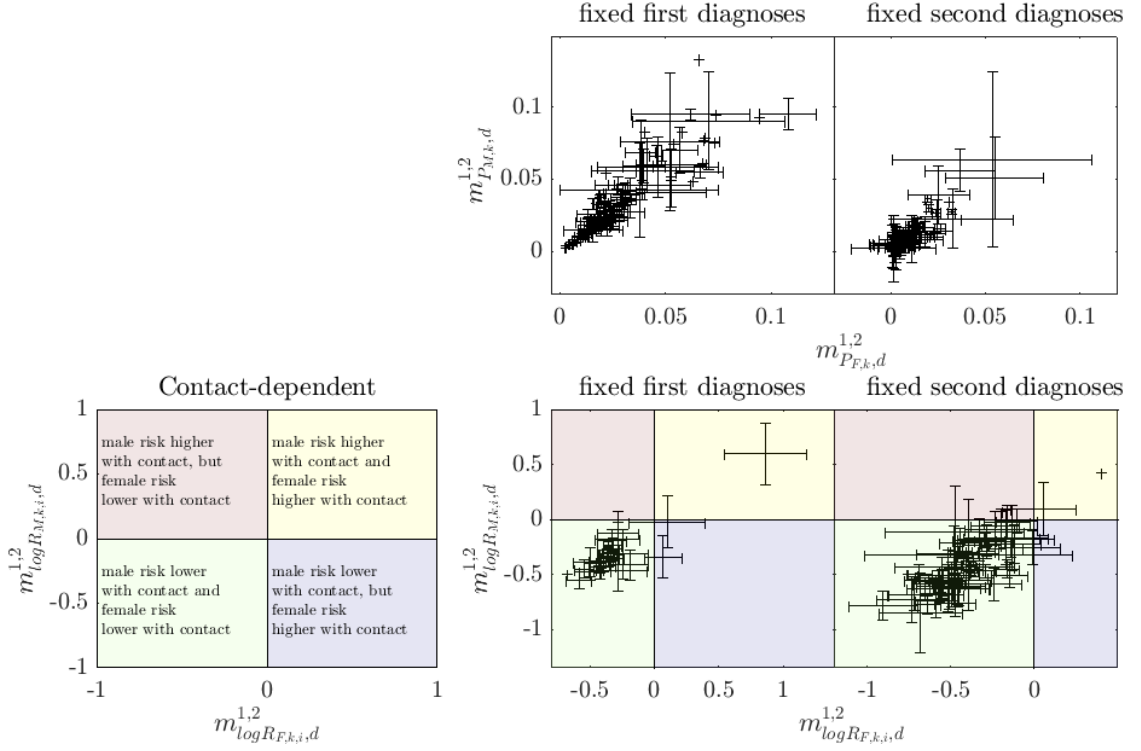 fixed first diagnoses
fixed second diagnoses
0.1
0.05
0
m^{1,2}_{P_{M,k},d}
0
0.05
0.1
0
0.05
0.1
m^{1,2}_{P_{F,k},d}
Contact-dependent
1
0.5
0
-0.5
-1
m^{1,2}_{logR_{M,k,i},d}
male risk higher
with contact, but
female risk
lower with contact
male risk higher
with contact and
female risk
higher with contact
male risk lower
with contact and
female risk
lower with contact
male risk lower
with contact, but
female risk
higher with contact
-1
0
1
m^{1,2}_{logR_{F,k,i},d}
fixed first diagnoses
fixed second diagnoses
1
0.5
0
-0.5
-1
m^{1,2}_{logR_{M,k,i},d}
-0.5
0
0.5
1
-1
-0.5
0
m^{1,2}_{logR_{F,k,i},d}